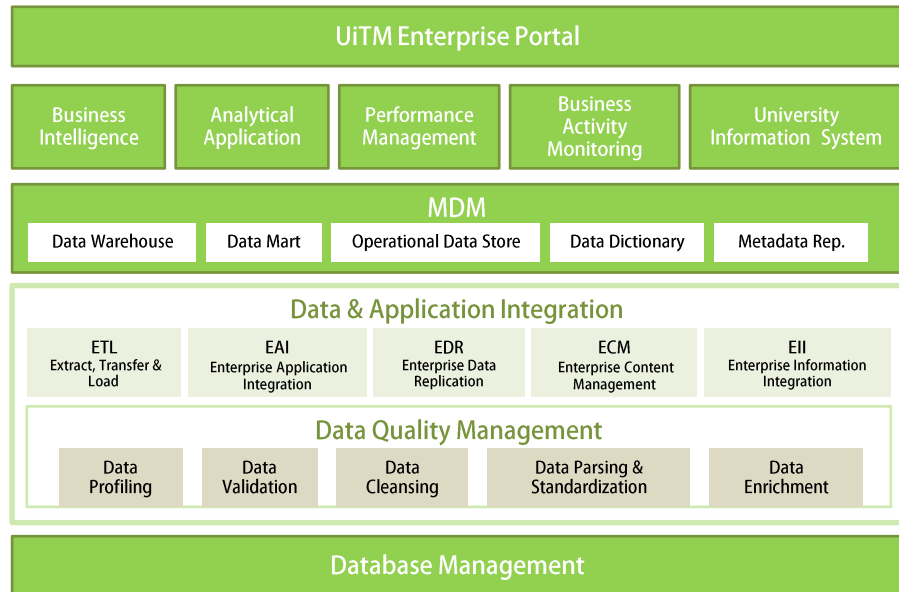 UiTM Enterprise Portal
Business
Intelligence
Analytical
Application
Performance
Management
Business
Activity
Monitoring
University
Information System
MDM
Data Warehouse
Data Mart
Operational Data Store
Data Dictionary
Metadata Rep.
Data & Application Integration
ETL
Extract, Transfer &
Load
EAI
Enterprise Application
Integration
EDR
Enterprise Data
Replication
ECM
Enterprise Content
Management
EII
Enterprise Information
Integration
Data Quality Management
Data
Profiling
Data
Validation
Data
Cleansing
Data Parsing &
Standardization
Data
Enrichment
Database Management